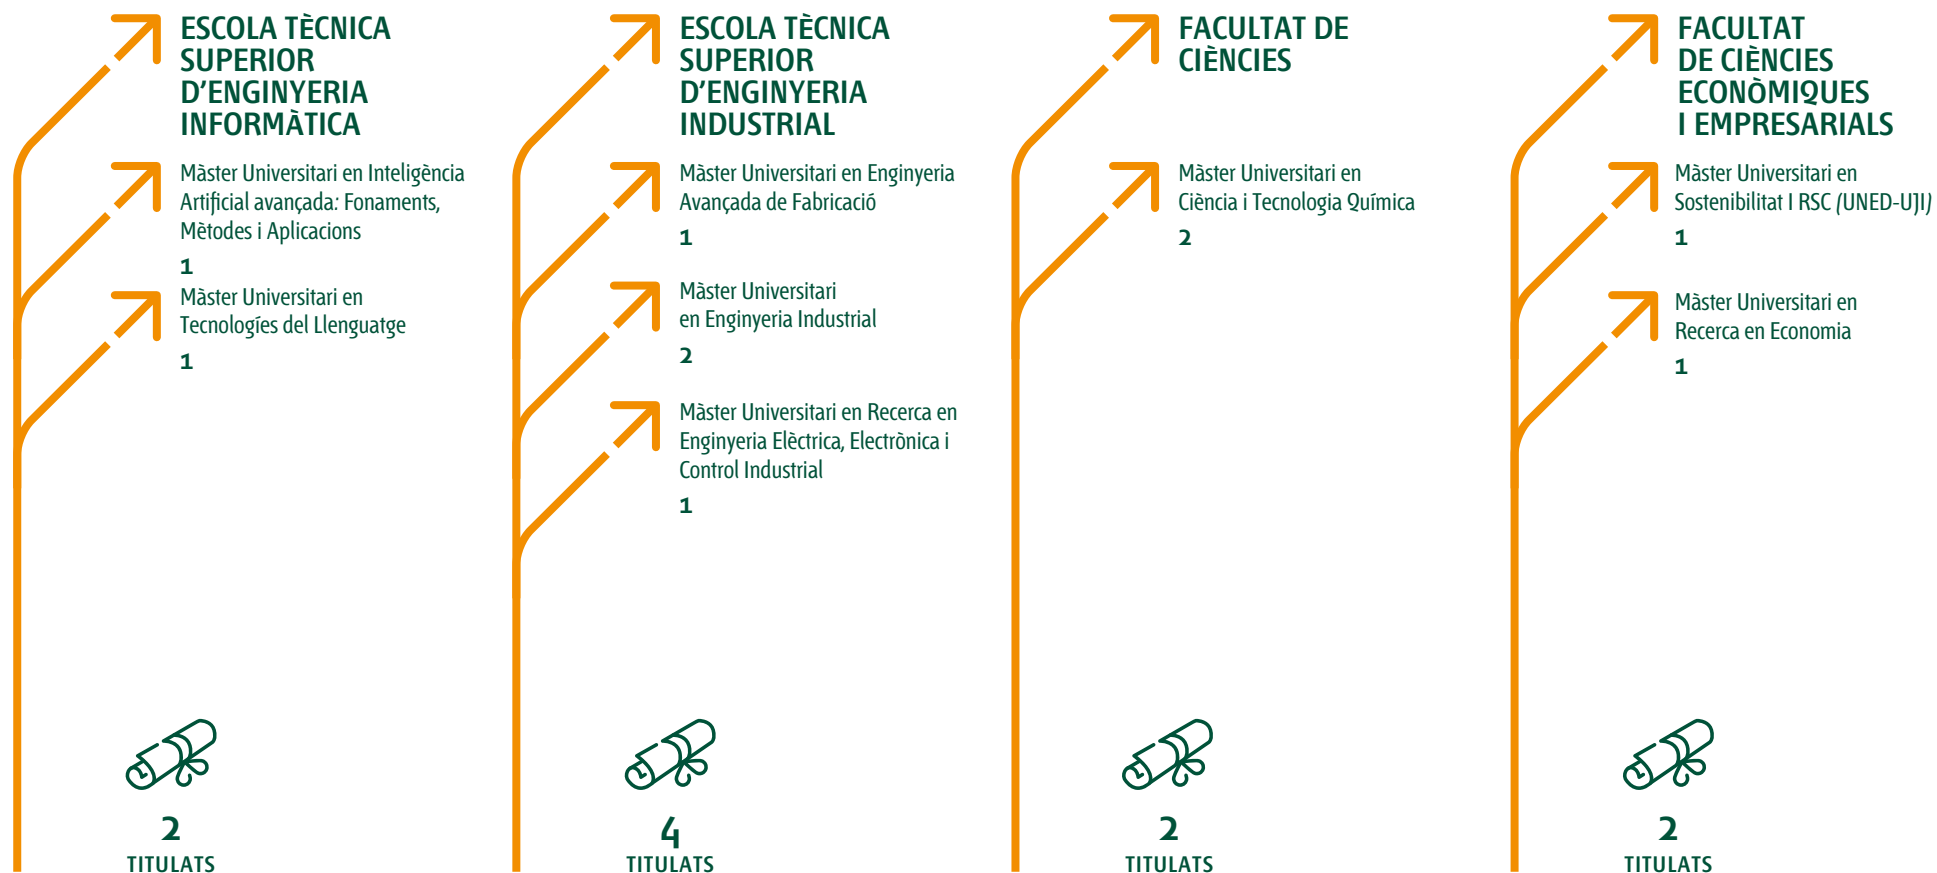 ESCOLA TÈCNICA
SUPERIOR
D'ENGINYERIA
INFORMÀTICA
Màster Universitari en Inteligència
Artificial avançada: Fonaments,
Mètodes i Aplicacions
1
Màster Universitari en
Tecnologíes del Llenguatge
1
2
TITULATS
ESCOLA TÈCNICA
SUPERIOR
D'ENGINYERIA
INDUSTRIAL
Màster Universitari en Enginyeria
Avançada de Fabricació
1
Màster Universitari
en Enginyeria Industrial
2
Màster Universitari en Recerca en
Enginyeria Elèctrica, Electrònica i
Control Industrial
1
4
TITULATS
FACULTAT DE
CIÈNCIES
Màster Universitari en
Ciència i Tecnologia Química
2
2
TITULATS
FACULTAT
DE CIÈNCIES
ECONÒMIQUES
I EMPRESARIALS
Màster Universitari en
Sostenibilitat I RSC (UNED-UJI)
1
Màster Universitari en
Recerca en Economia
1
2
TITULATS